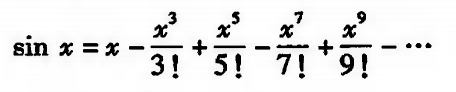 sin x = x - x³/3! + x⁵/5! - x⁷/7! + x⁹/9! - ⋯